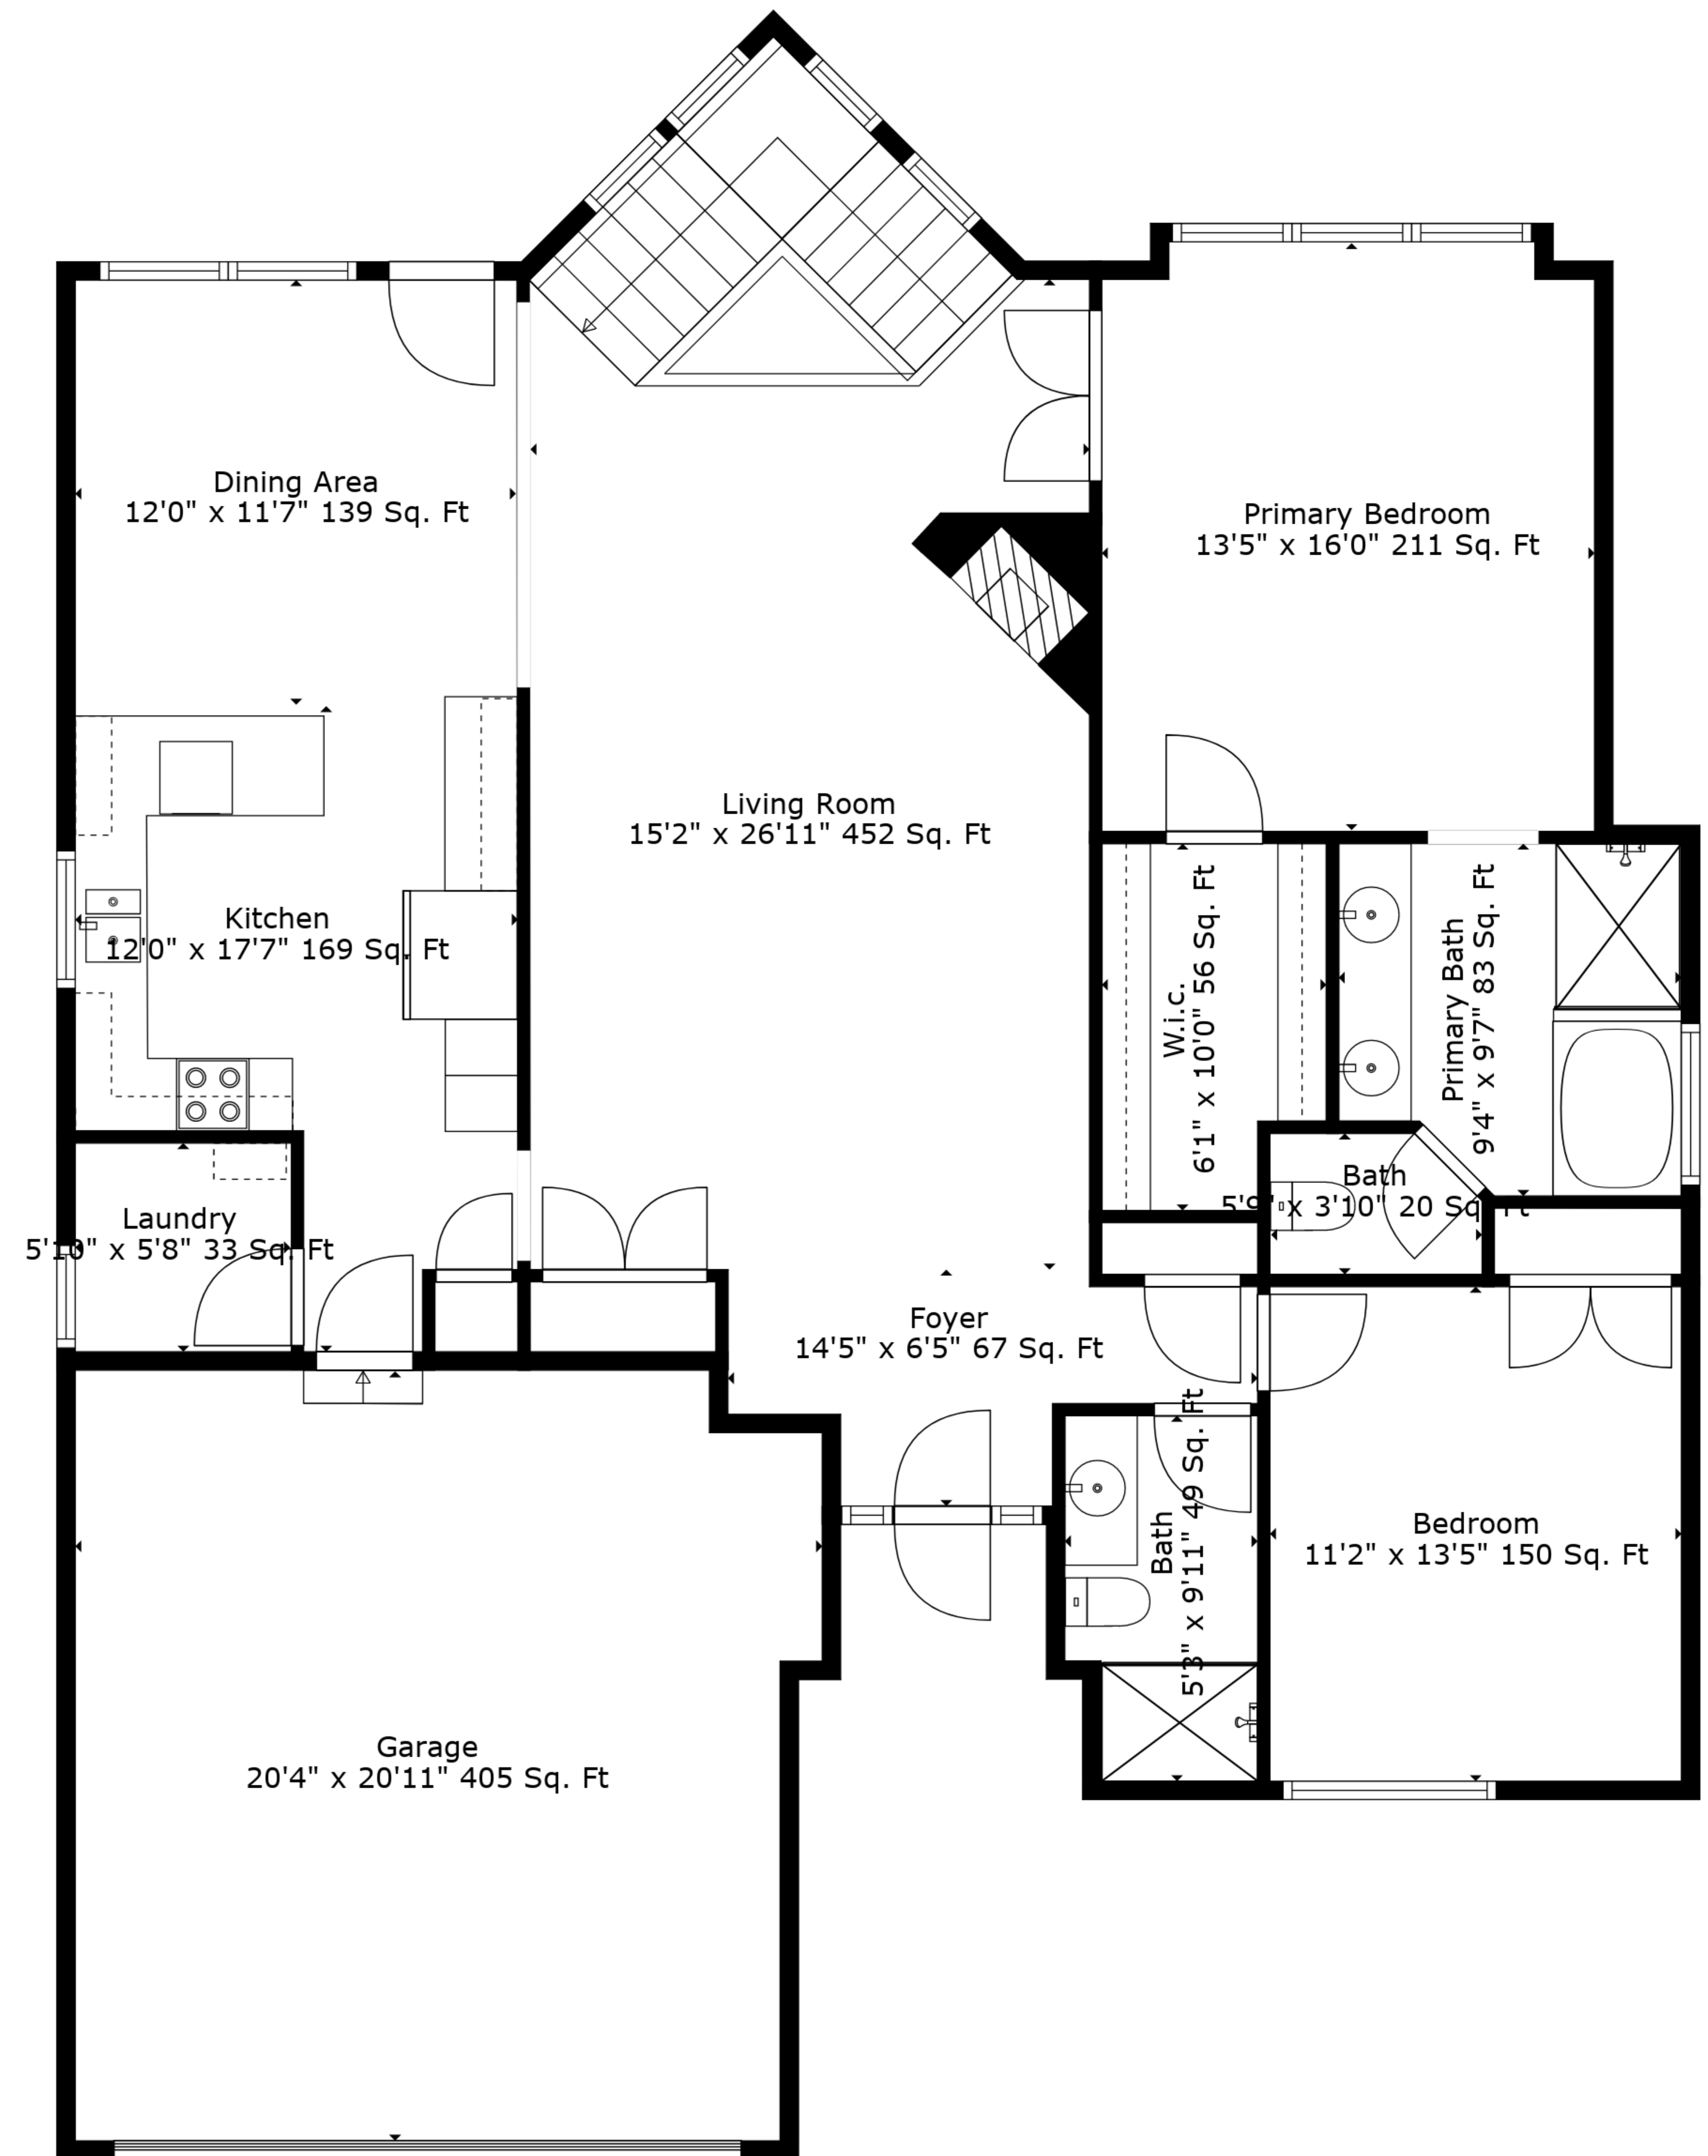 Dining Area
12'0" x 11'7" 139 Sq. Ft
Primary Bedroom
13'5" x 16'0" 211 Sq. Ft
Living Room
15'2" x 26'11" 452 Sq. Ft
Kitchen
12'0" x 17'7" 169 Sq. Ft
W.i.c.
6'1" x 10'0" 56 Sq. Ft
Primary Bath
9'4" x 9'7" 83 Sq. Ft
Bath
5'9" x 3'10" 20 Sq. Ft
Laundry
5'10" x 5'8" 33 Sq. Ft
Foyer
14'5" x 6'5" 67 Sq. Ft
Bath
5'3" x 9'11" 49 Sq. Ft
Bedroom
11'2" x 13'5" 150 Sq. Ft
Garage
20'4" x 20'11" 405 Sq. Ft